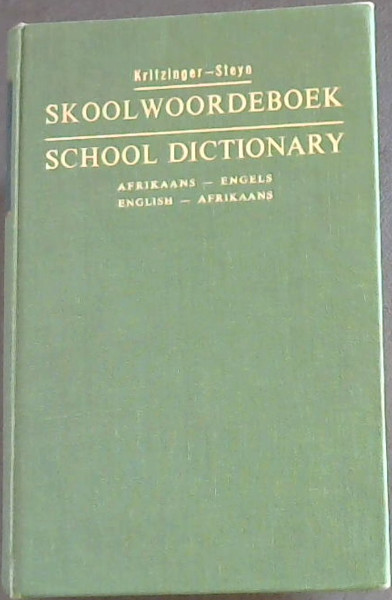 Kritzinger–Steyn
SKOOLWOORDEBOEK
SCHOOL DICTIONARY
AFRIKAANS – ENGELS
ENGLISH – AFRIKAANS